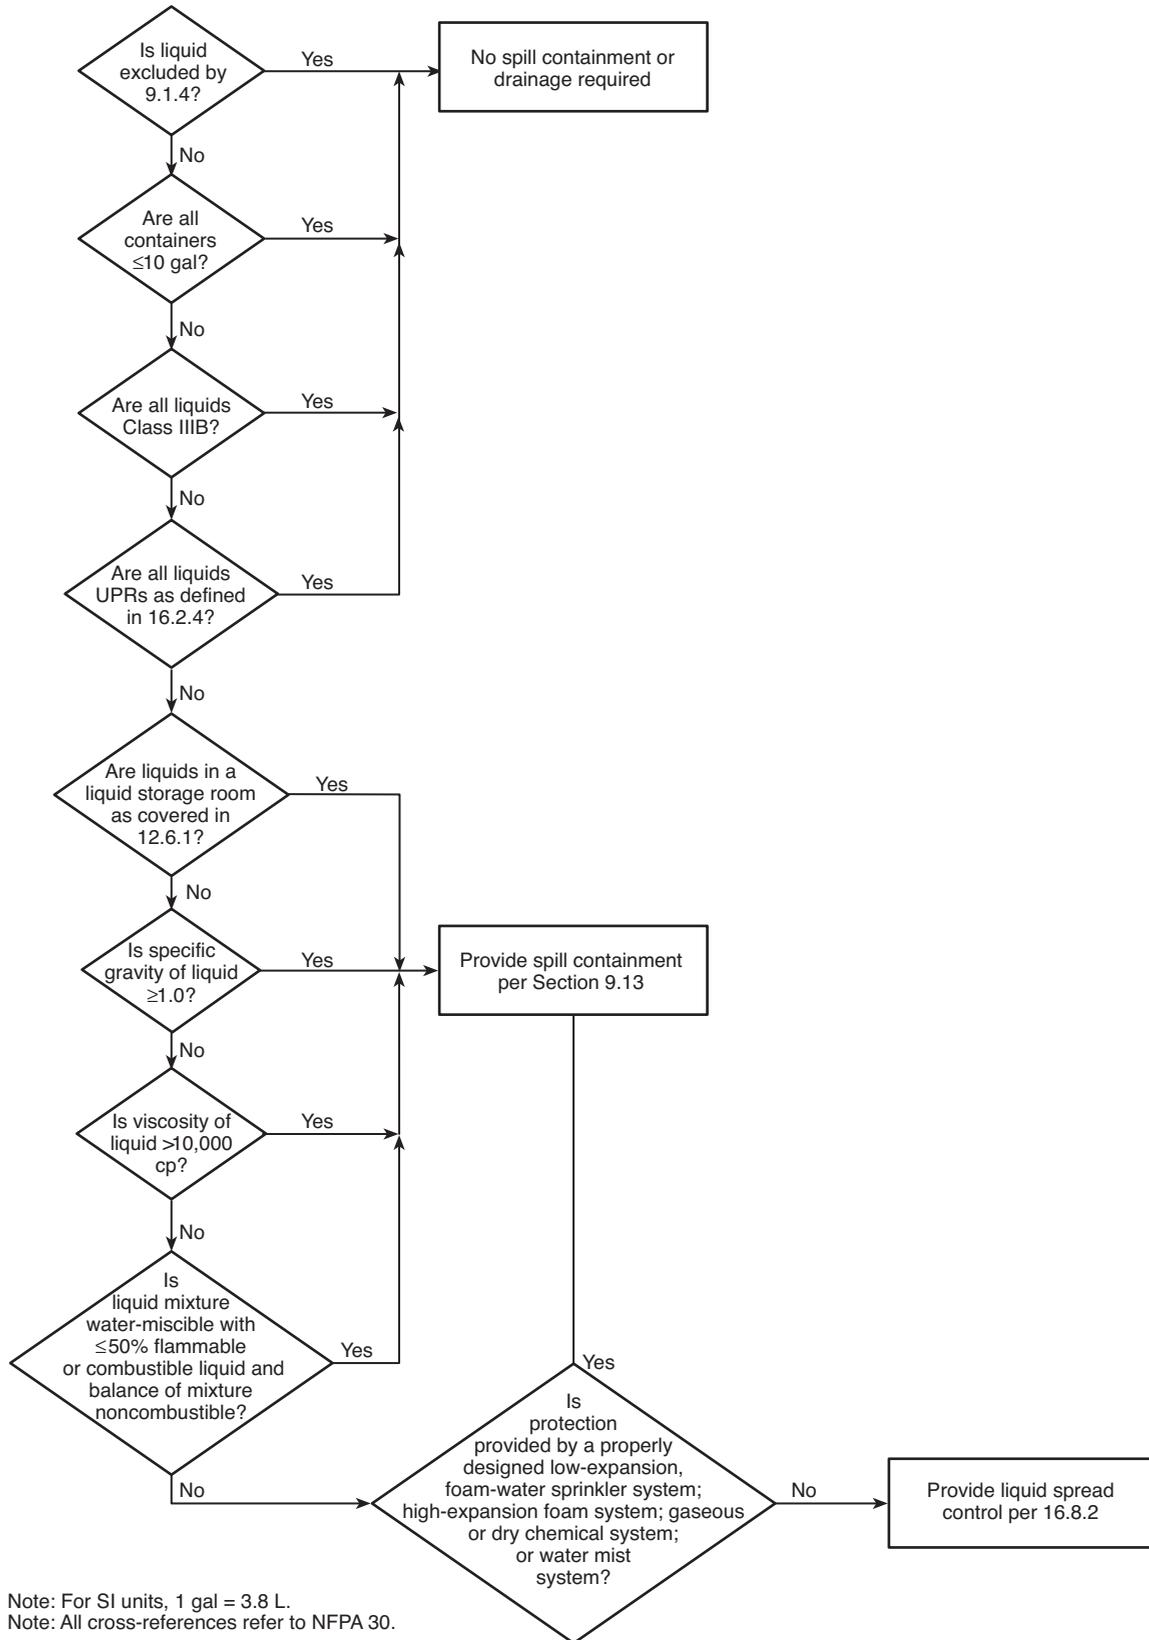 Is liquid
excluded by
9.1.4?
Yes
No spill containment or
drainage required
No
Are all
containers
≤10 gal?
Yes
No
Are all liquids
Class IIIB?
Yes
No
Are all liquids
UPRs as defined
in 16.2.4?
Yes
No
Are liquids in a
liquid storage room
as covered in
12.6.1?
Yes
No
Is specific
gravity of liquid
≥1.0?
Yes
Provide spill containment
per Section 9.13
No
Is viscosity of
liquid >10,000
cp?
Yes
No
Is
liquid mixture
water-miscible with
≤50% flammable
or combustible liquid and
balance of mixture
noncombustible?
Yes
Yes
No
Is
protection
provided by a properly
designed low-expansion,
foam-water sprinkler system;
high-expansion foam system; gaseous
or dry chemical system;
or water mist
system?
No
Provide liquid spread
control per 16.8.2
Note: For SI units, 1 gal = 3.8 L.
Note: All cross-references refer to NFPA 30.